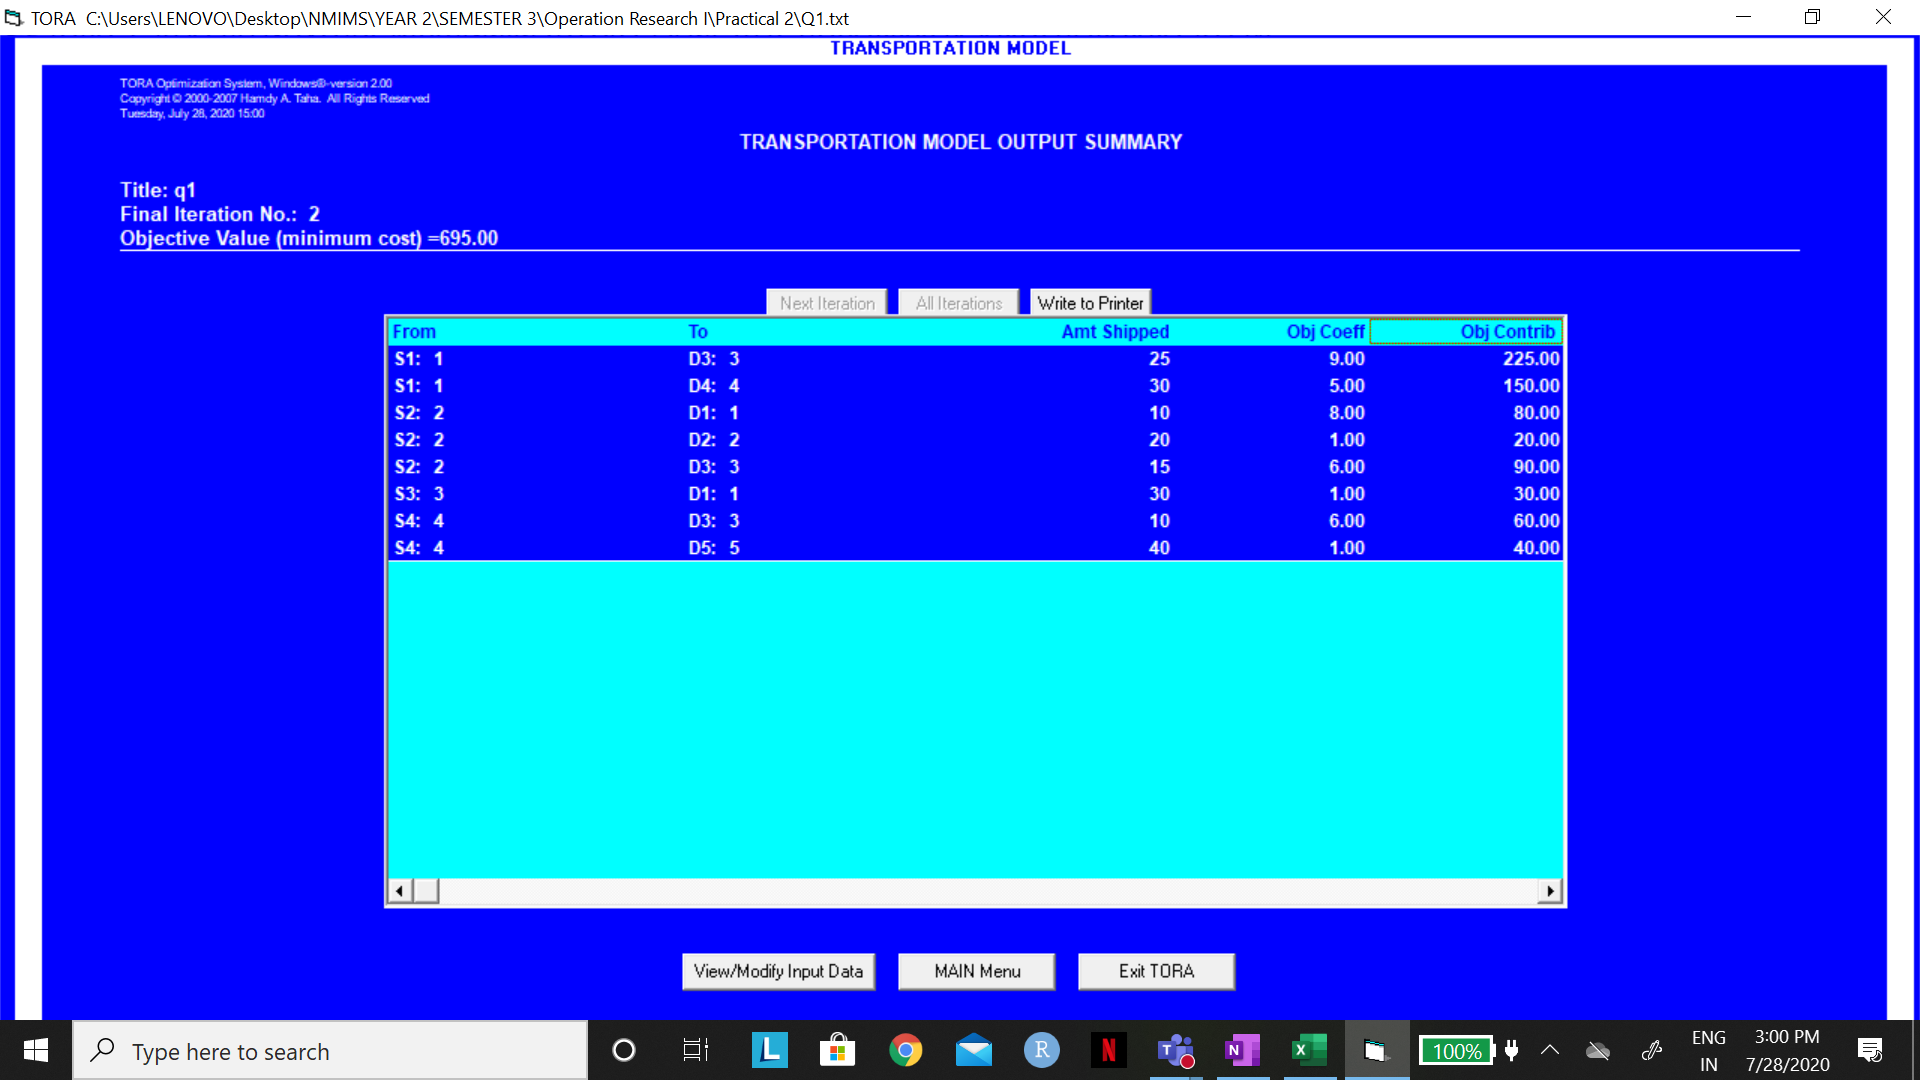 TORA C:\Users\LENOVO\Desktop\NMIMS\YEAR 2\SEMESTER 3\Operation Research I\Practical 2\Q1.txt
TRANSPORTATION MODEL
TORA Optimization System, Windows®-version 2.00
Copyright © 2000-2007 Hamdy A. Taha. All Rights Reserved
Tuesday, July 28, 2020 15:00
TRANSPORTATION MODEL OUTPUT SUMMARY
Title: q1
Final Iteration No.: 2
Objective Value (minimum cost) =695.00
Next Iteration All Iterations Write to Printer
From To Amt Shipped Obj Coeff Obj Contrib
S1: 1 D3: 3 25 9.00 225.00
S1: 1 D4: 4 30 5.00 150.00
S2: 2 D1: 1 10 8.00 80.00
S2: 2 D2: 2 20 1.00 20.00
S2: 2 D3: 3 15 6.00 90.00
S3: 3 D1: 1 30 1.00 30.00
S4: 4 D3: 3 10 6.00 60.00
S4: 4 D5: 5 40 1.00 40.00
View/Modify Input Data MAIN Menu Exit TORA
Type here to search L R N T N X 100% ENG 3:00 PM
IN 7/28/2020